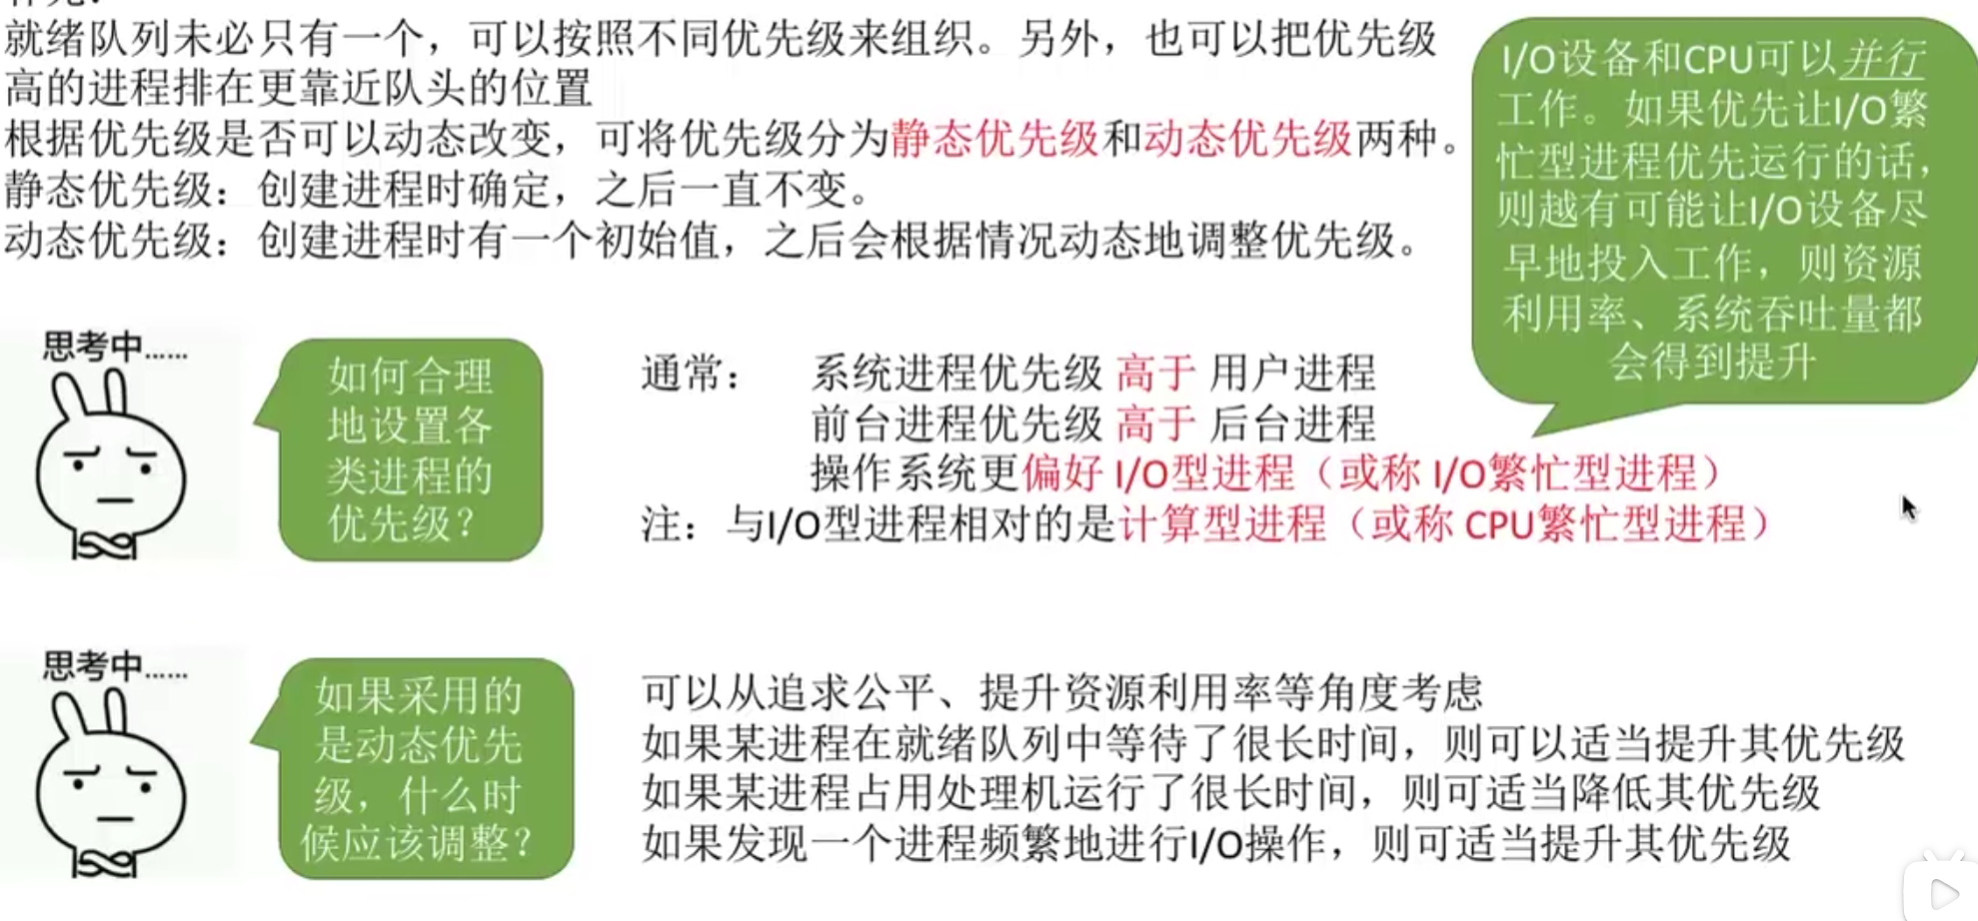 就绪队列未必只有一个，可以按照不同优先级来组织。另外，也可以把优先级
高的进程排在更靠近队头的位置
根据优先级是否可以动态改变，可将优先级分为静态优先级和动态优先级两种。
静态优先级：创建进程时确定，之后一直不变。
动态优先级：创建进程时有一个初始值，之后会根据情况动态地调整优先级。
I/O设备和CPU可以并行
工作。如果优先让I/O繁
忙型进程优先运行的话，
则越有可能让I/O设备尽
早地投入工作，则资源
利用率、系统吞吐量都
会得到提升
思考中......
如何合理
地设置各
类进程的
优先级？
通常： 系统进程优先级 高于 用户进程
前台进程优先级 高于 后台进程
操作系统更偏好 I/O型进程（或称 I/O繁忙型进程）
注：与I/O型进程相对的是计算型进程（或称 CPU繁忙型进程）
思考中......
如果采用的
是动态优先
级，什么时
候应该调整？
可以从追求公平、提升资源利用率等角度考虑
如果某进程在就绪队列中等待了很长时间，则可以适当提升其优先级
如果某进程占用处理机运行了很长时间，则可适当降低其优先级
如果发现一个进程频繁地进行I/O操作，则可适当提升其优先级